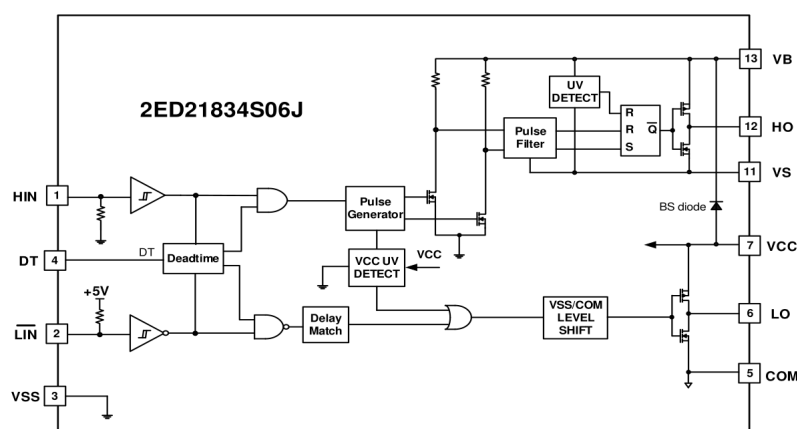 2ED21834S06J
13 VB
UV
DETECT
R
R Q
S
12 HO
Pulse
Filter
11 VS
HIN 1
Pulse
Generator
BS diode
DT 4
DT
Deadtime
VCC UV
DETECT
VCC
7 VCC
+5V
LIN 2
Delay
Match
VSS/COM
LEVEL
SHIFT
6 LO
VSS 3
5 COM